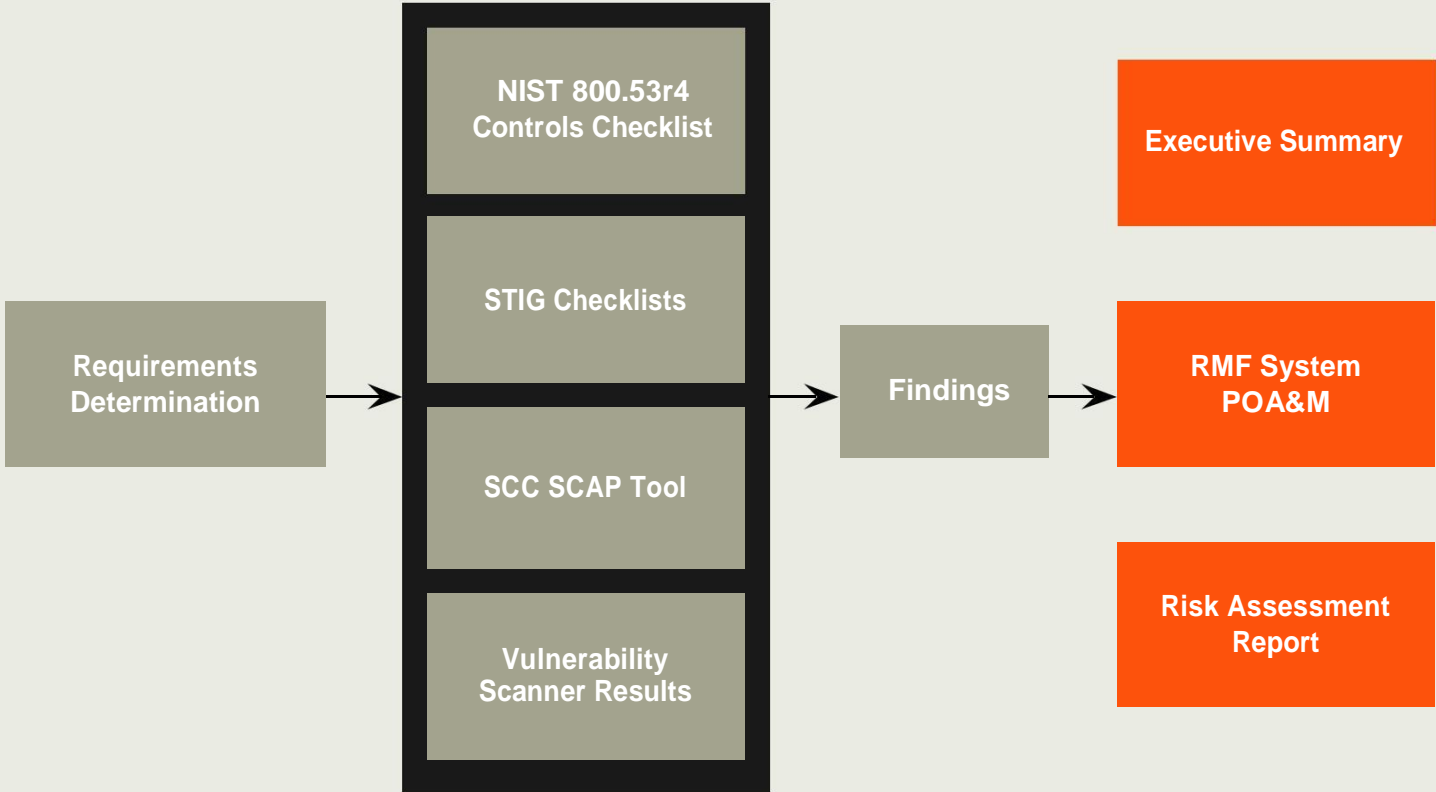 Requirements
Determination
NIST 800.53r4
Controls Checklist
STIG Checklists
SCC SCAP Tool
Vulnerability
Scanner Results
Findings
Executive Summary
RMF System
POA&M
Risk Assessment
Report